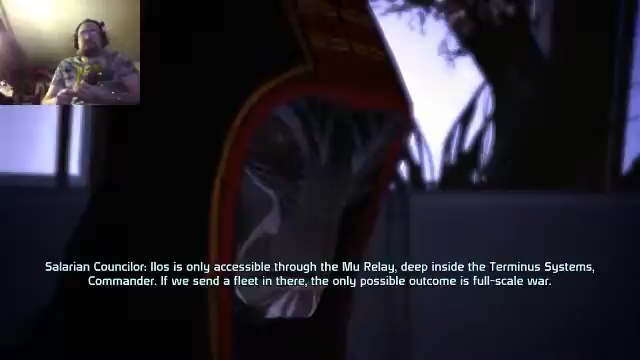 Salarian Councilor: Ilos is only accessible through the Mu Relay, deep inside the Terminus Systems,
Commander. If we send a fleet in there, the only possible outcome is full-scale war.